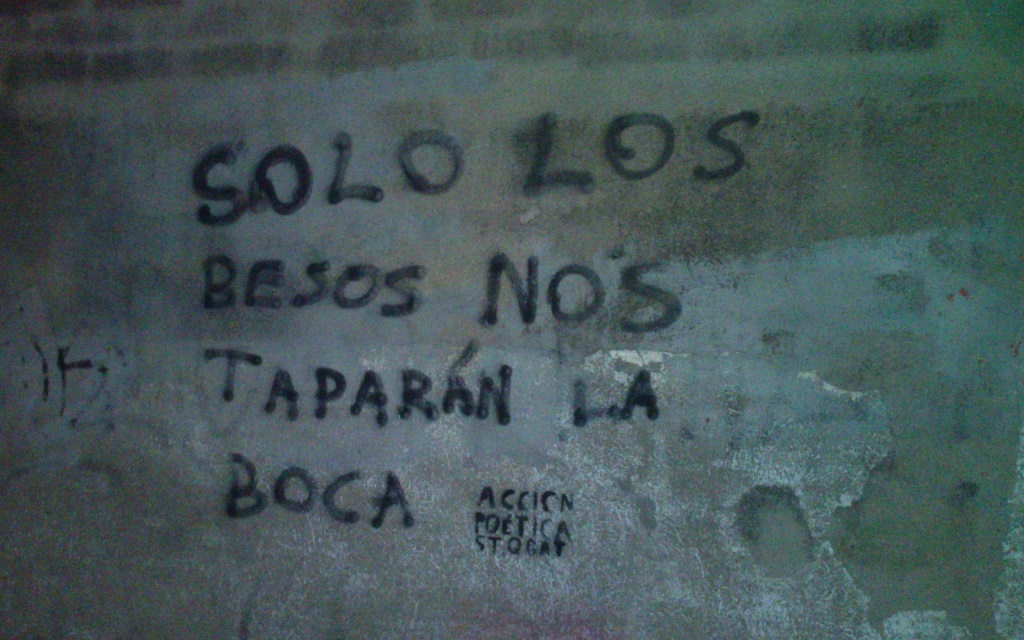 SOLO LOS
BESOS NOS
TAPARÁN LA
BOCA
ACCION
POÉTICA